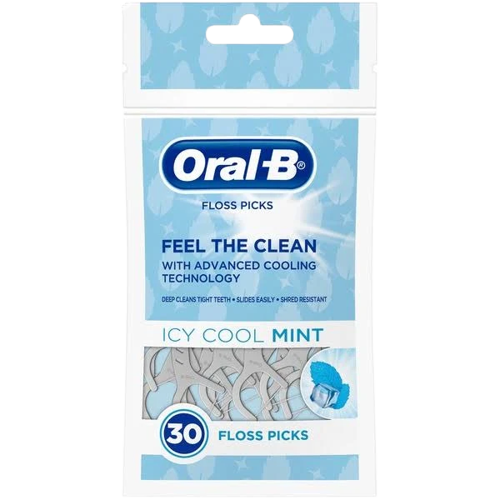 Oral-B®
FLOSS PICKS
FEEL THE CLEAN
WITH ADVANCED COOLING
TECHNOLOGY
DEEP CLEANS TIGHT TEETH • SLIDES EASILY • SHRED RESISTANT
ICY COOL MINT
30 FLOSS PICKS